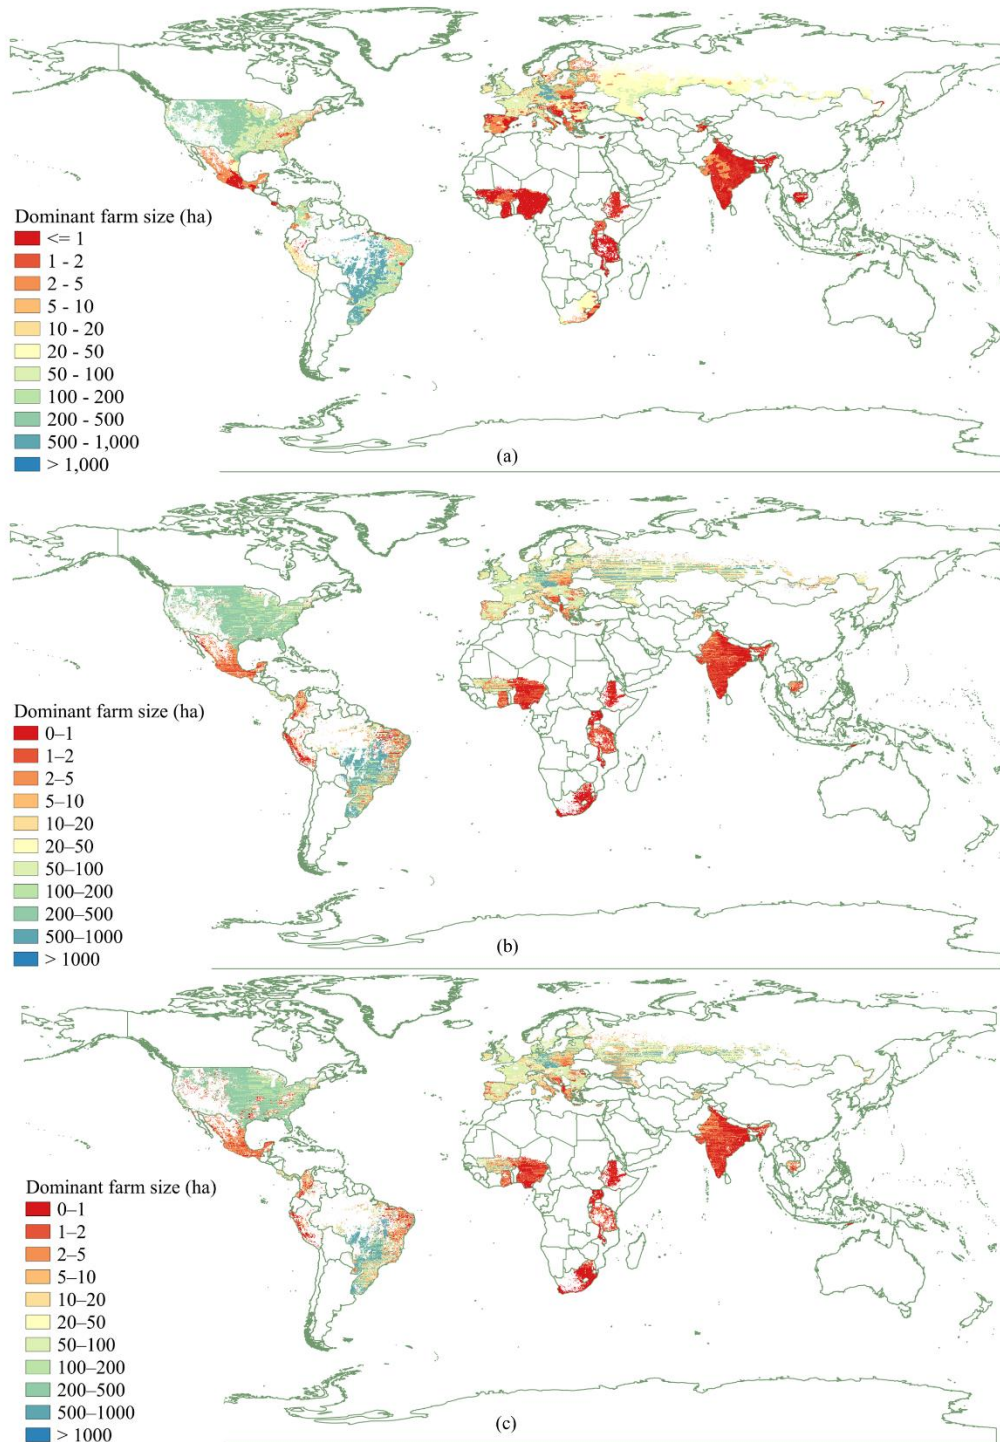 Dominant farm size (ha)
<= 1
1 - 2
2 - 5
5 - 10
10 - 20
20 - 50
50 - 100
100 - 200
200 - 500
500 - 1,000
> 1,000
(a)
Dominant farm size (ha)
0–1
1–2
2–5
5–10
10–20
20–50
50–100
100–200
200–500
500–1000
> 1000
(b)
Dominant farm size (ha)
0–1
1–2
2–5
5–10
10–20
20–50
50–100
100–200
200–500
500–1000
> 1000
(c)